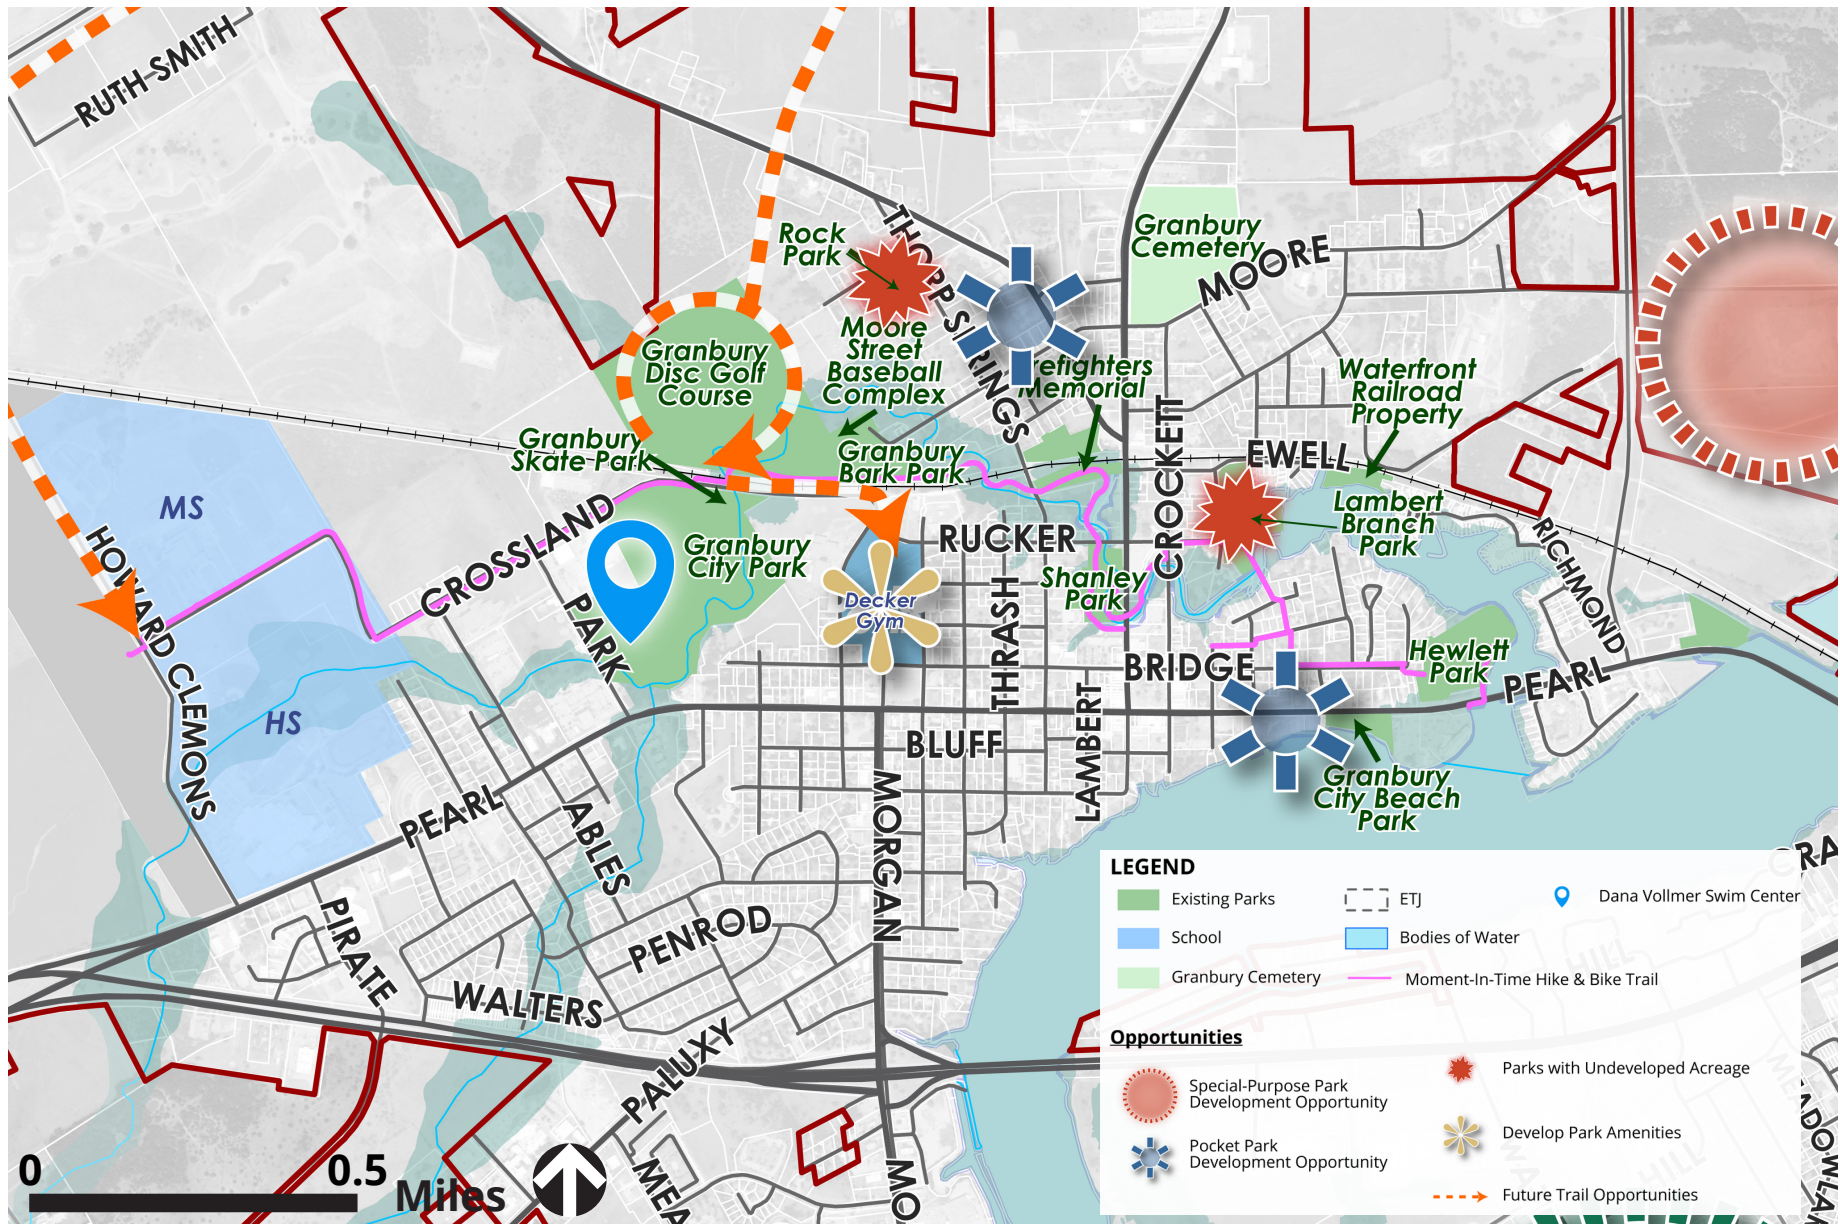 RUTH SMITH
Rock
Park
THORP SPRINGS
Granbury
Cemetery
MOORE
Granbury
Disc Golf
Course
Moore
Street
Baseball
Complex
refighters
Memorial
Waterfront
Railroad
Property
Granbury
Skate Park
Granbury
Bark Park
CROCKETT
EWELL
MS
HOWARD CLEMONS
CROSSLAND
Granbury
City Park
RUCKER
Lambert
Branch
Park
RICHMOND
PARK
Decker
Gym
THRASH
Shanley
Park
BRIDGE
Hewlett
Park
PEARL
HS
BLUFF
LAMBERT
Granbury
City Beach
Park
PEARL
ABLES
MORGAN
PIRATE
PENROD
WALTERS
PALUXY
MEA
MO
0
0.5
Miles
LEGEND
Existing Parks
ETJ
Dana Vollmer Swim Center
School
Bodies of Water
Granbury Cemetery
Moment-In-Time Hike & Bike Trail
Opportunities
Special-Purpose Park
Development Opportunity
Parks with Undeveloped Acreage
Pocket Park
Development Opportunity
Develop Park Amenities
Future Trail Opportunities
HILL
HILL